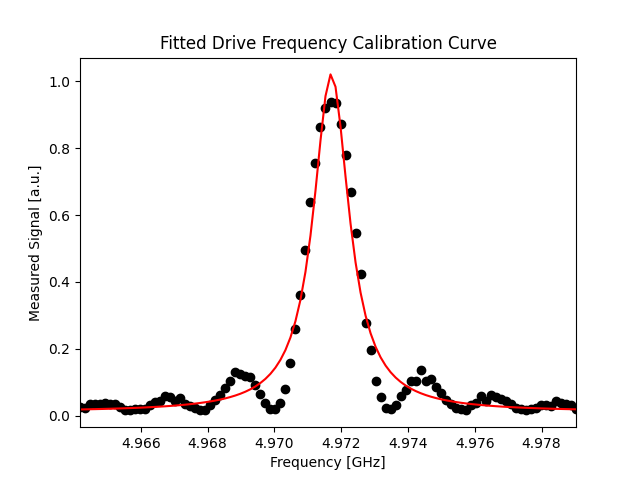 Fitted Drive Frequency Calibration Curve
1.0
0.8
0.6
0.4
0.2
0.0
Measured Signal [a.u.]
4.966 4.968 4.970 4.972 4.974 4.976 4.978
Frequency [GHz]